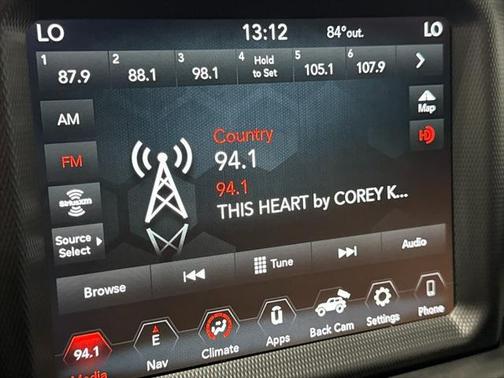 LO 13:12 84° out. LO
1 2 3 4 5 6
87.9 88.1 98.1 Hold to Set 105.1 107.9
AM
Map
FM
Country
94.1
94.1
THIS HEART by COREY K...
SiriusXM
Source
Select
Browse
Tune
Audio
94.1
E
Media
Nav
Climate
Apps
Back Cam
Settings
Phone